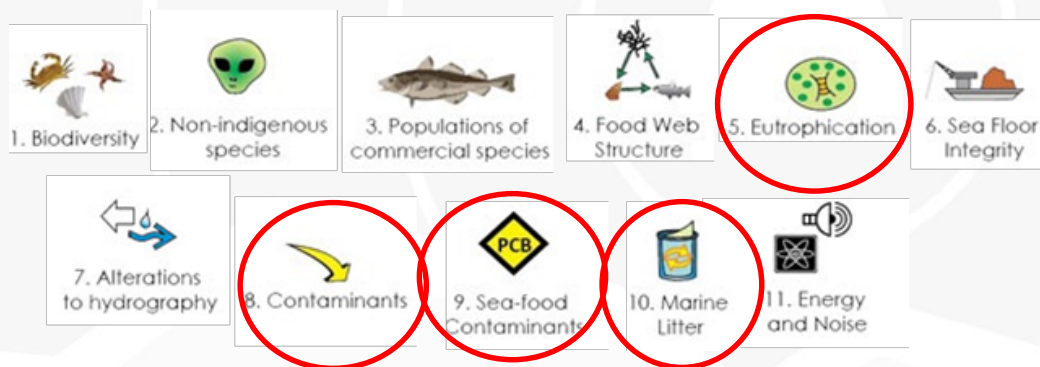 1. Biodiversity
2. Non-indigenous
species
3. Populations of
commercial species
4. Food Web
Structure
5. Eutrophication
6. Sea Floor
Integrity
7. Alterations
to hydrography
8. Contaminants
PCB
9. Sea-food
Contaminants
10. Marine
Litter
11. Energy
and Noise